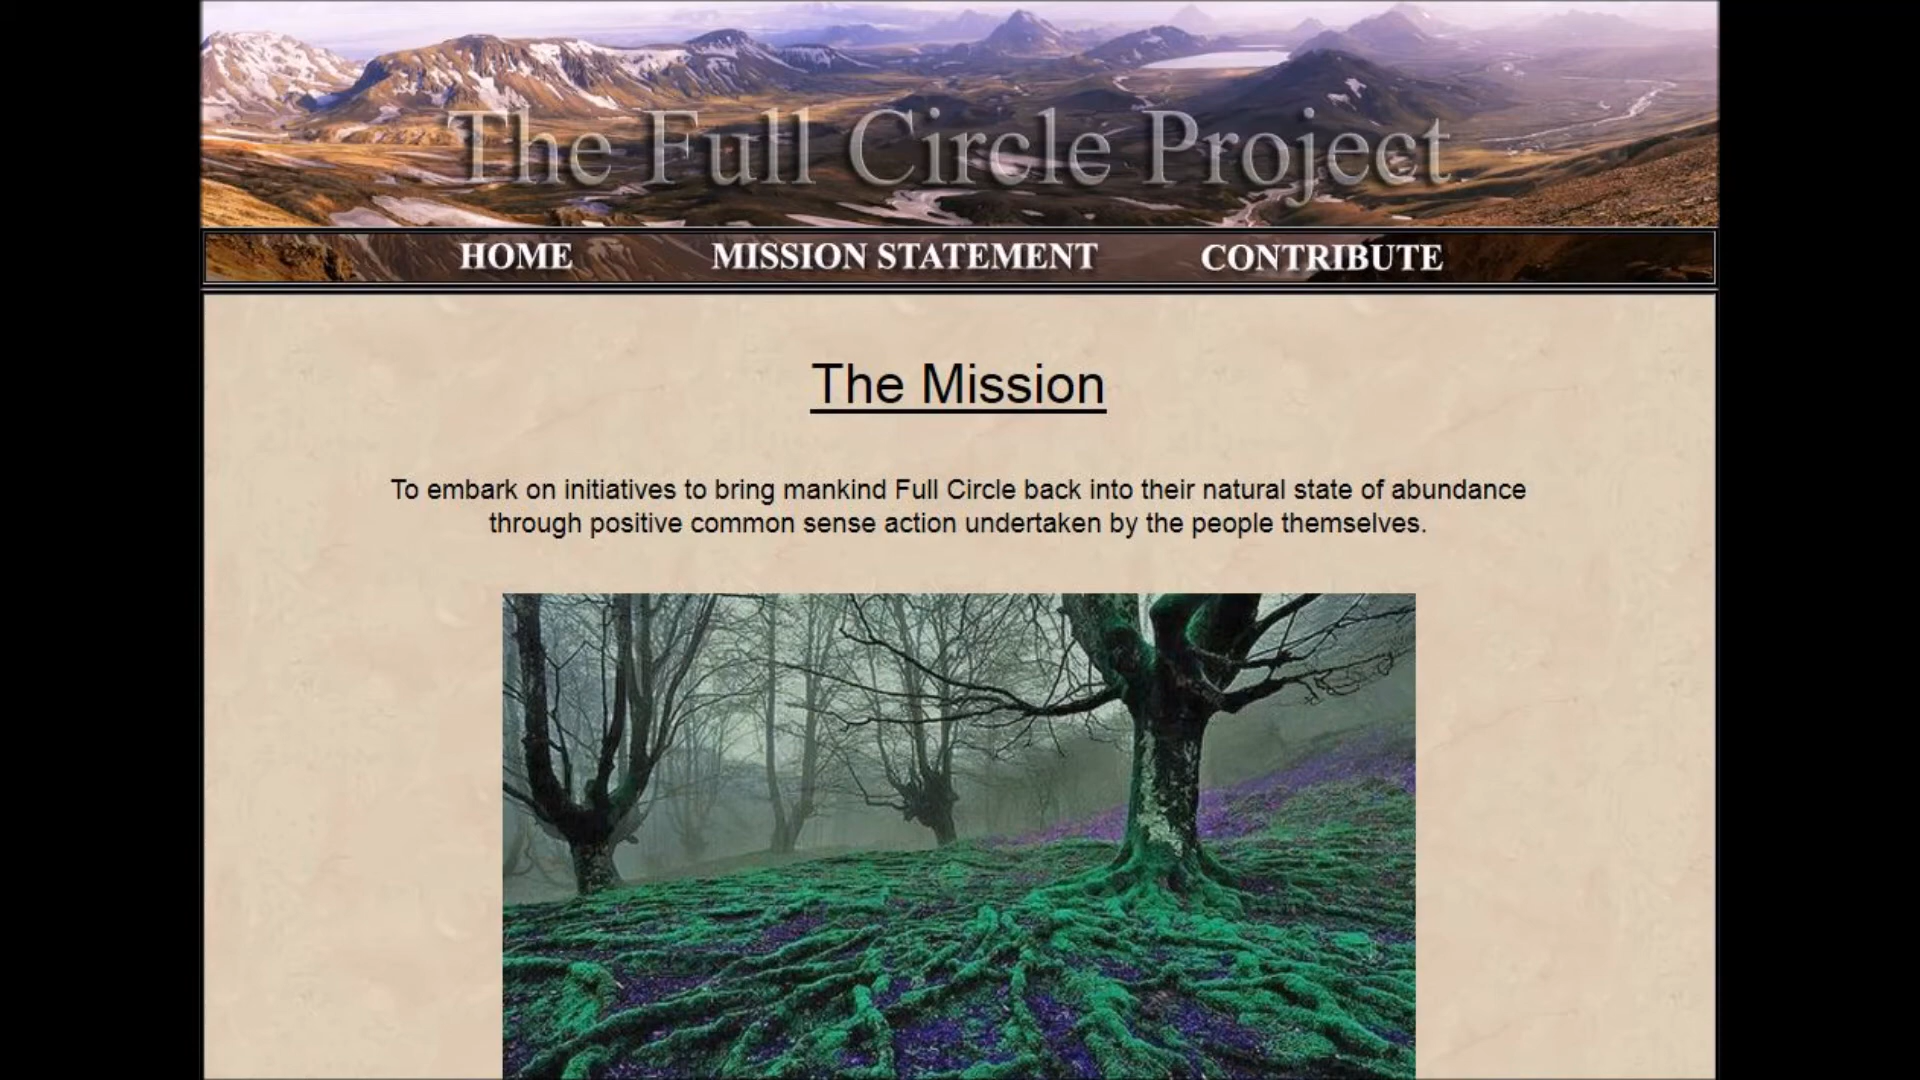 The Full Circle Project
HOME MISSION STATEMENT CONTRIBUTE
The Mission
To embark on initiatives to bring mankind Full Circle back into their natural state of abundance
through positive common sense action undertaken by the people themselves.